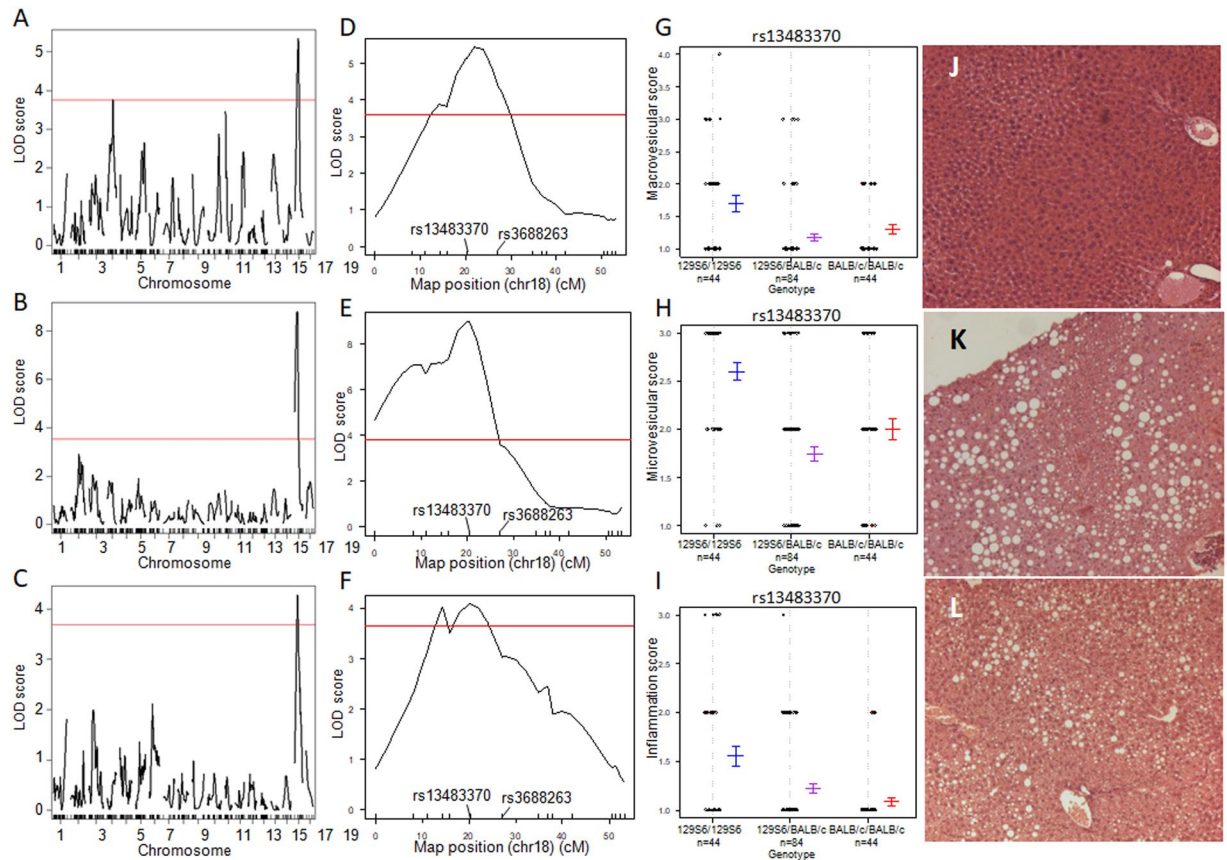 A
LOD score
5
4
3
2
1
0
1 3 5 7 9 11 13 15 17 19
Chromosome
B
LOD score
8
6
4
2
0
1 3 5 7 9 11 13 15 17 19
Chromosome
C
LOD score
4
3
2
1
0
1 3 5 7 9 11 13 15 17 19
Chromosome
D
LOD score
5
4
3
2
1
0
rs13483370
rs3688263
0 10 20 30 40 50
Map position (chr18) (cM)
E
LOD score
8
6
4
2
0
rs13483370
rs3688263
0 10 20 30 40 50
Map position (chr18) (cM)
F
LOD score
4
3
2
1
0
rs13483370
rs3688263
0 10 20 30 40 50
Map position (chr18) (cM)
G
rs13483370
Macrovesicular score
4.0
3.5
3.0
2.5
2.0
1.5
1.0
129S6/129S6 129S6/BALB/c BALB/c/BALB/c
n=44 n=84 n=44
Genotype
H
rs13483370
Microvesicular score
3.0
2.5
2.0
1.5
1.0
129S6/129S6 129S6/BALB/c BALB/c/BALB/c
n=44 n=84 n=44
Genotype
I
rs13483370
Inflammation score
3.0
2.5
2.0
1.5
1.0
129S6/129S6 129S6/BALB/c BALB/c/BALB/c
n=44 n=84 n=44
Genotype
J
K
L